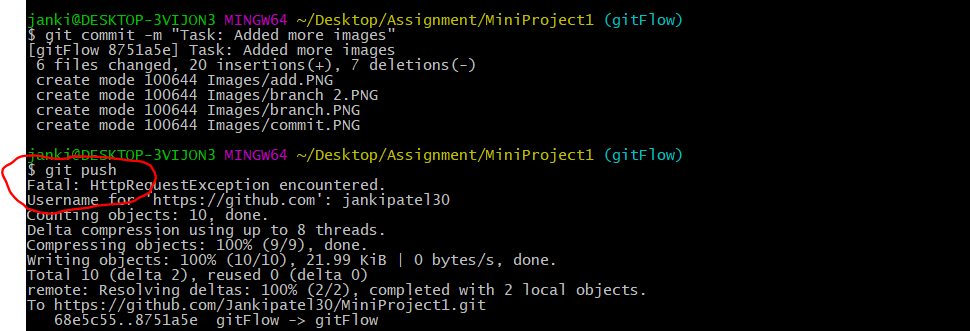 janki@DESKTOP-3VIJON3 MINGW64 ~/Desktop/Assignment/MiniProject1 (gitFlow)
$ git commit -m "Task: Added more images"
[gitFlow 8751a5e] Task: Added more images
 6 files changed, 20 insertions(+), 7 deletions(-)
 create mode 100644 Images/add.PNG
 create mode 100644 Images/branch 2.PNG
 create mode 100644 Images/branch.PNG
 create mode 100644 Images/commit.PNG

janki@DESKTOP-3VIJON3 MINGW64 ~/Desktop/Assignment/MiniProject1 (gitFlow)
$ git push
Fatal: HttpRequestException encountered.
Username for 'https://github.com': jankipatel30
Counting objects: 10, done.
Delta compression using up to 8 threads.
Compressing objects: 100% (9/9), done.
Writing objects: 100% (10/10), 21.99 KiB | 0 bytes/s, done.
Total 10 (delta 2), reused 0 (delta 0)
remote: Resolving deltas: 100% (2/2), completed with 2 local objects.
To https://github.com/Jankipatel30/MiniProject1.git
   68e5c55..8751a5e  gitFlow -> gitFlow